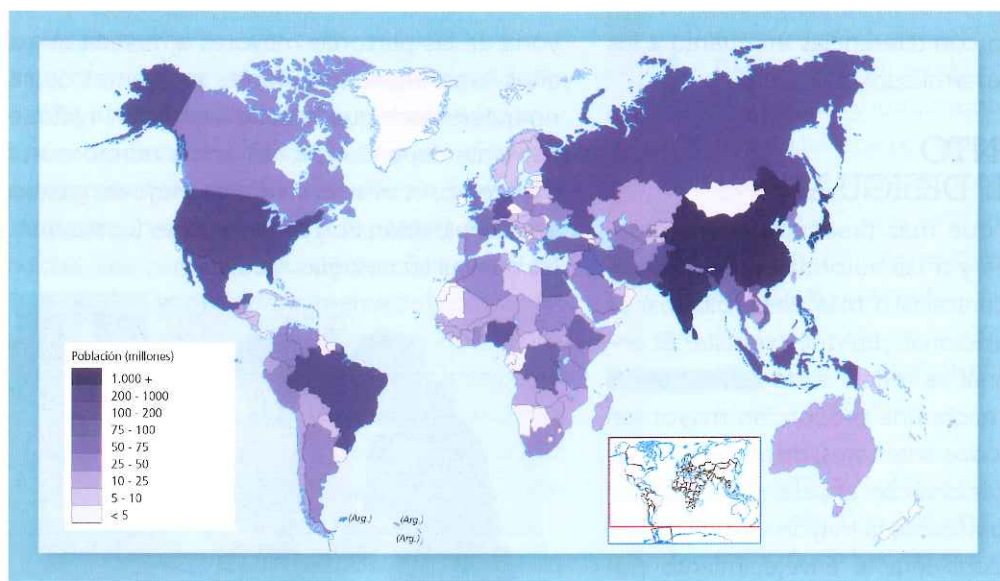 Población (millones)
1.000 +
200 - 1000
100 - 200
75 - 100
50 - 75
25 - 50
10 - 25
5 - 10
< 5
(Arg.)
(Arg.)
(Arg.)